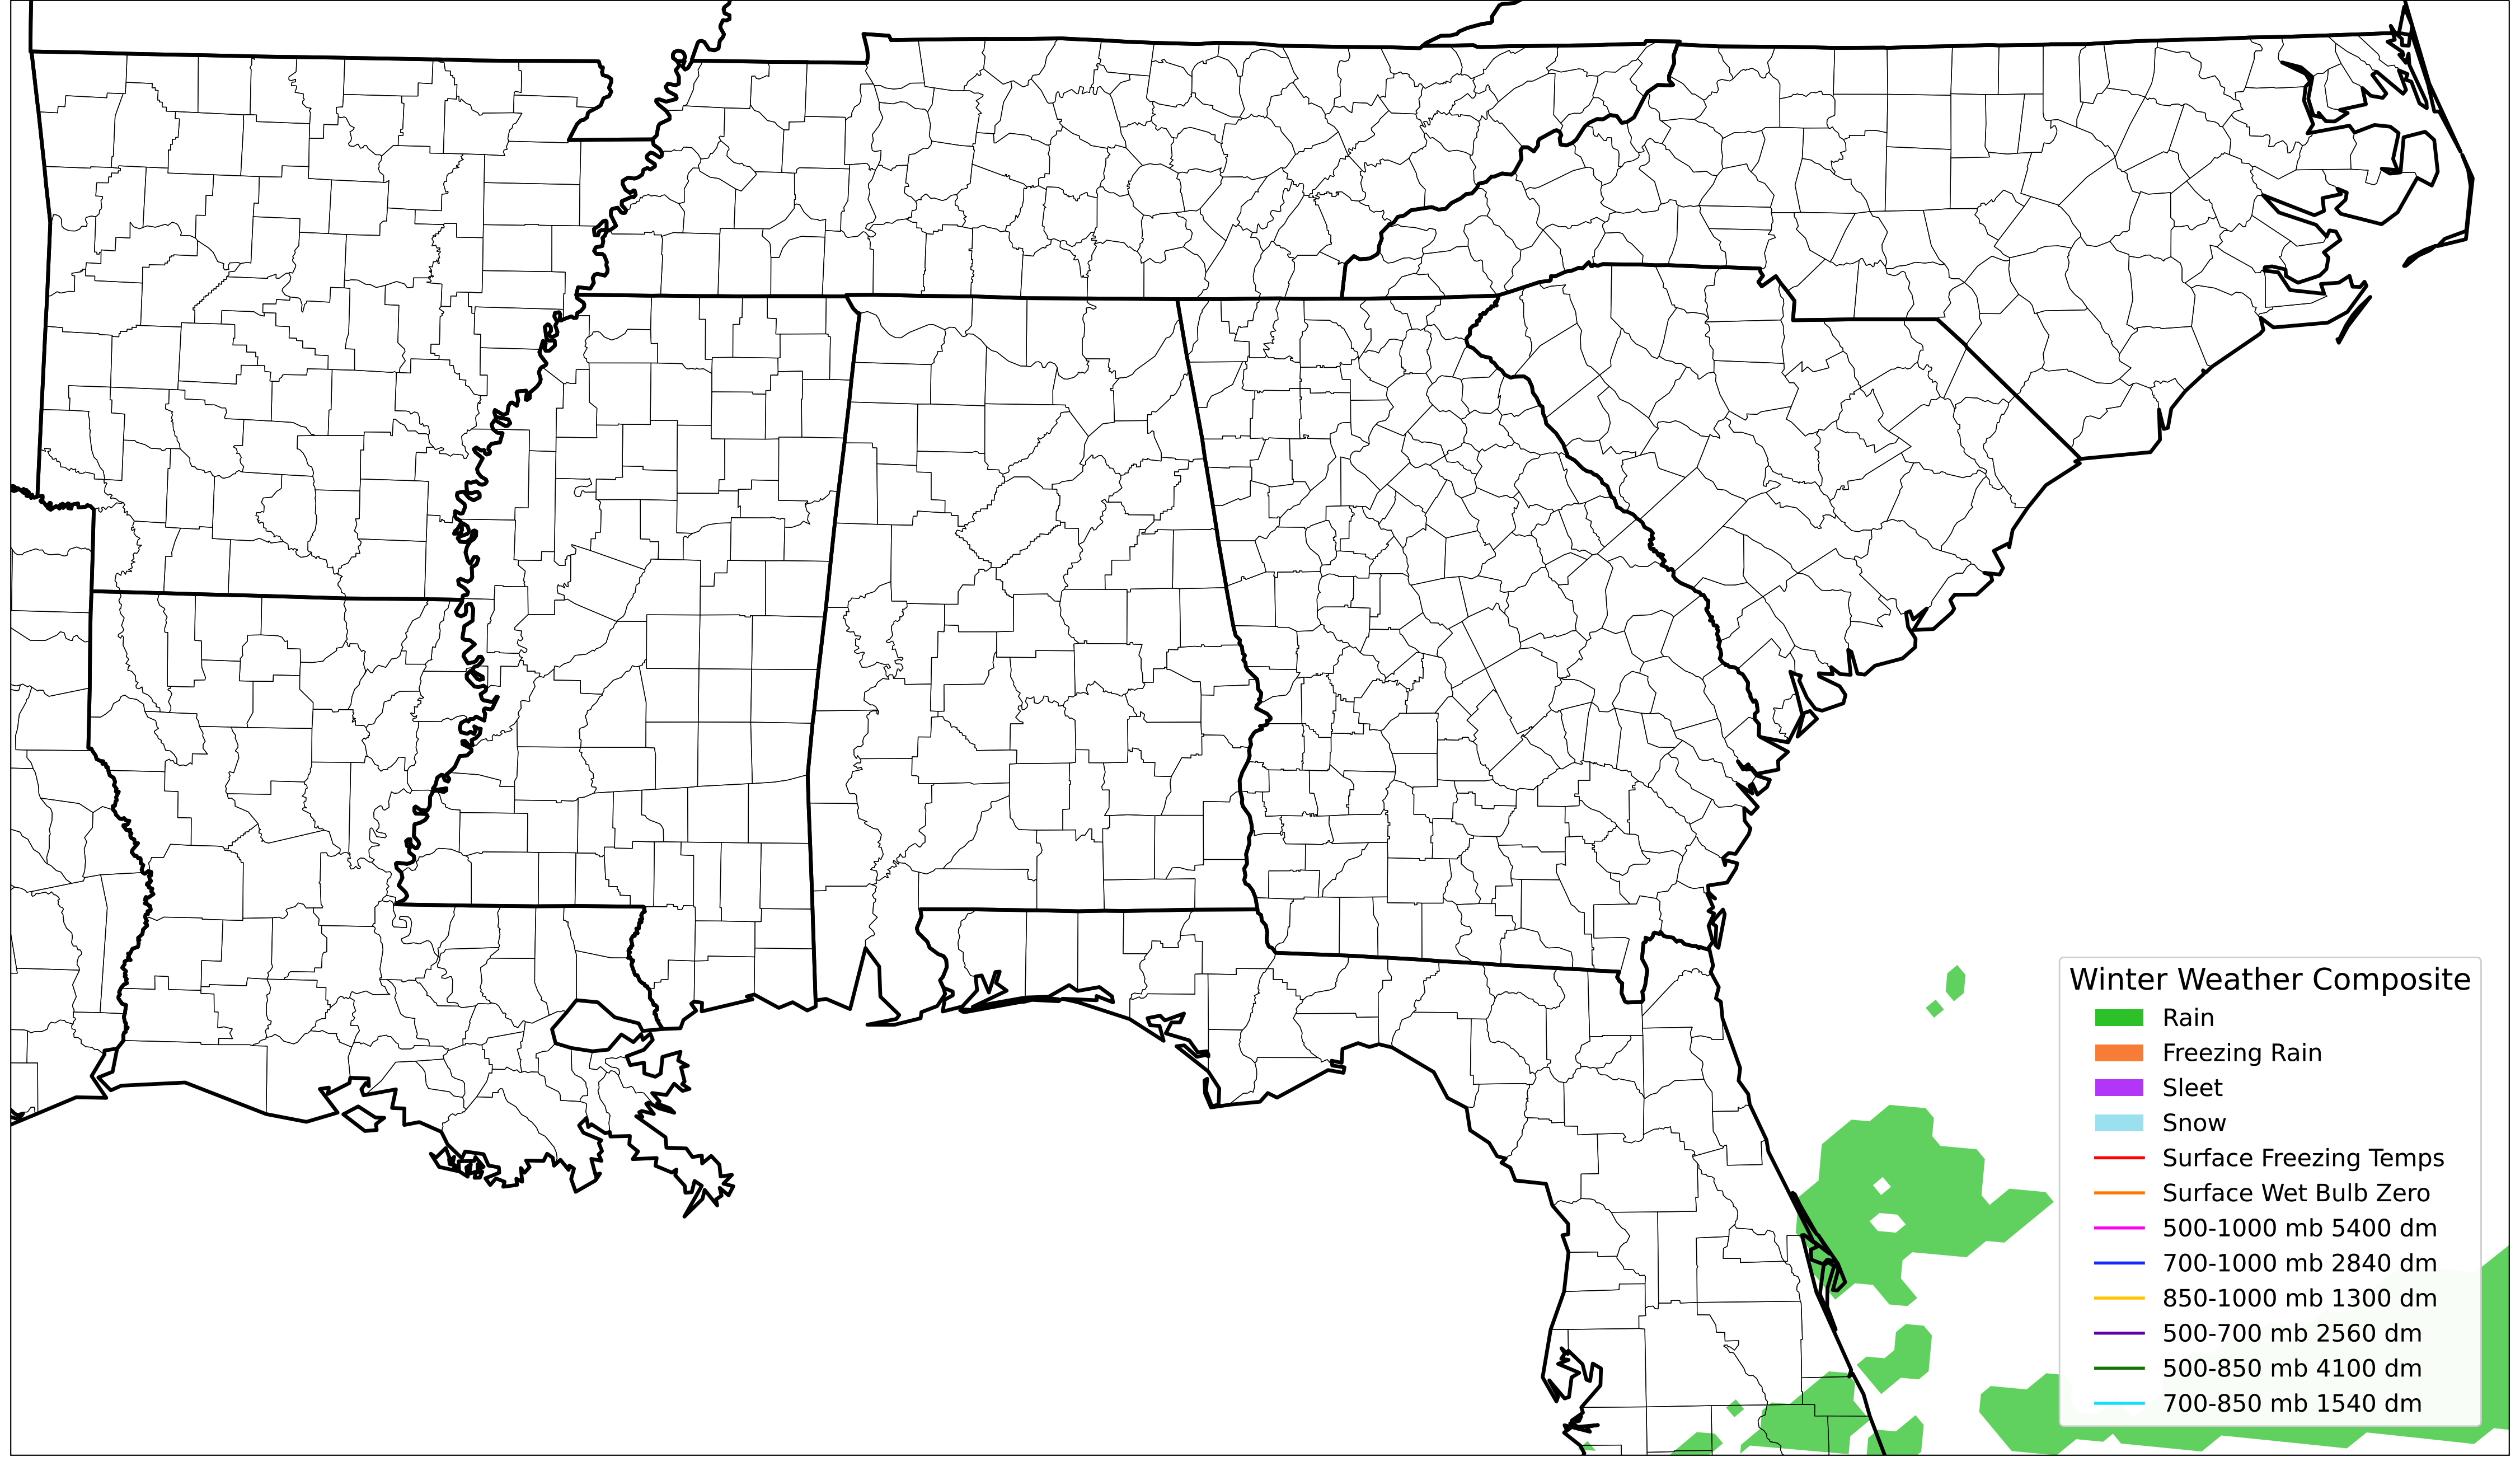 Winter Weather Composite
Rain
Freezing Rain
Sleet
Snow
Surface Freezing Temps
Surface Wet Bulb Zero
500-1000 mb 5400 dm
700-1000 mb 2840 dm
850-1000 mb 1300 dm
500-700 mb 2560 dm
500-850 mb 4100 dm
700-850 mb 1540 dm